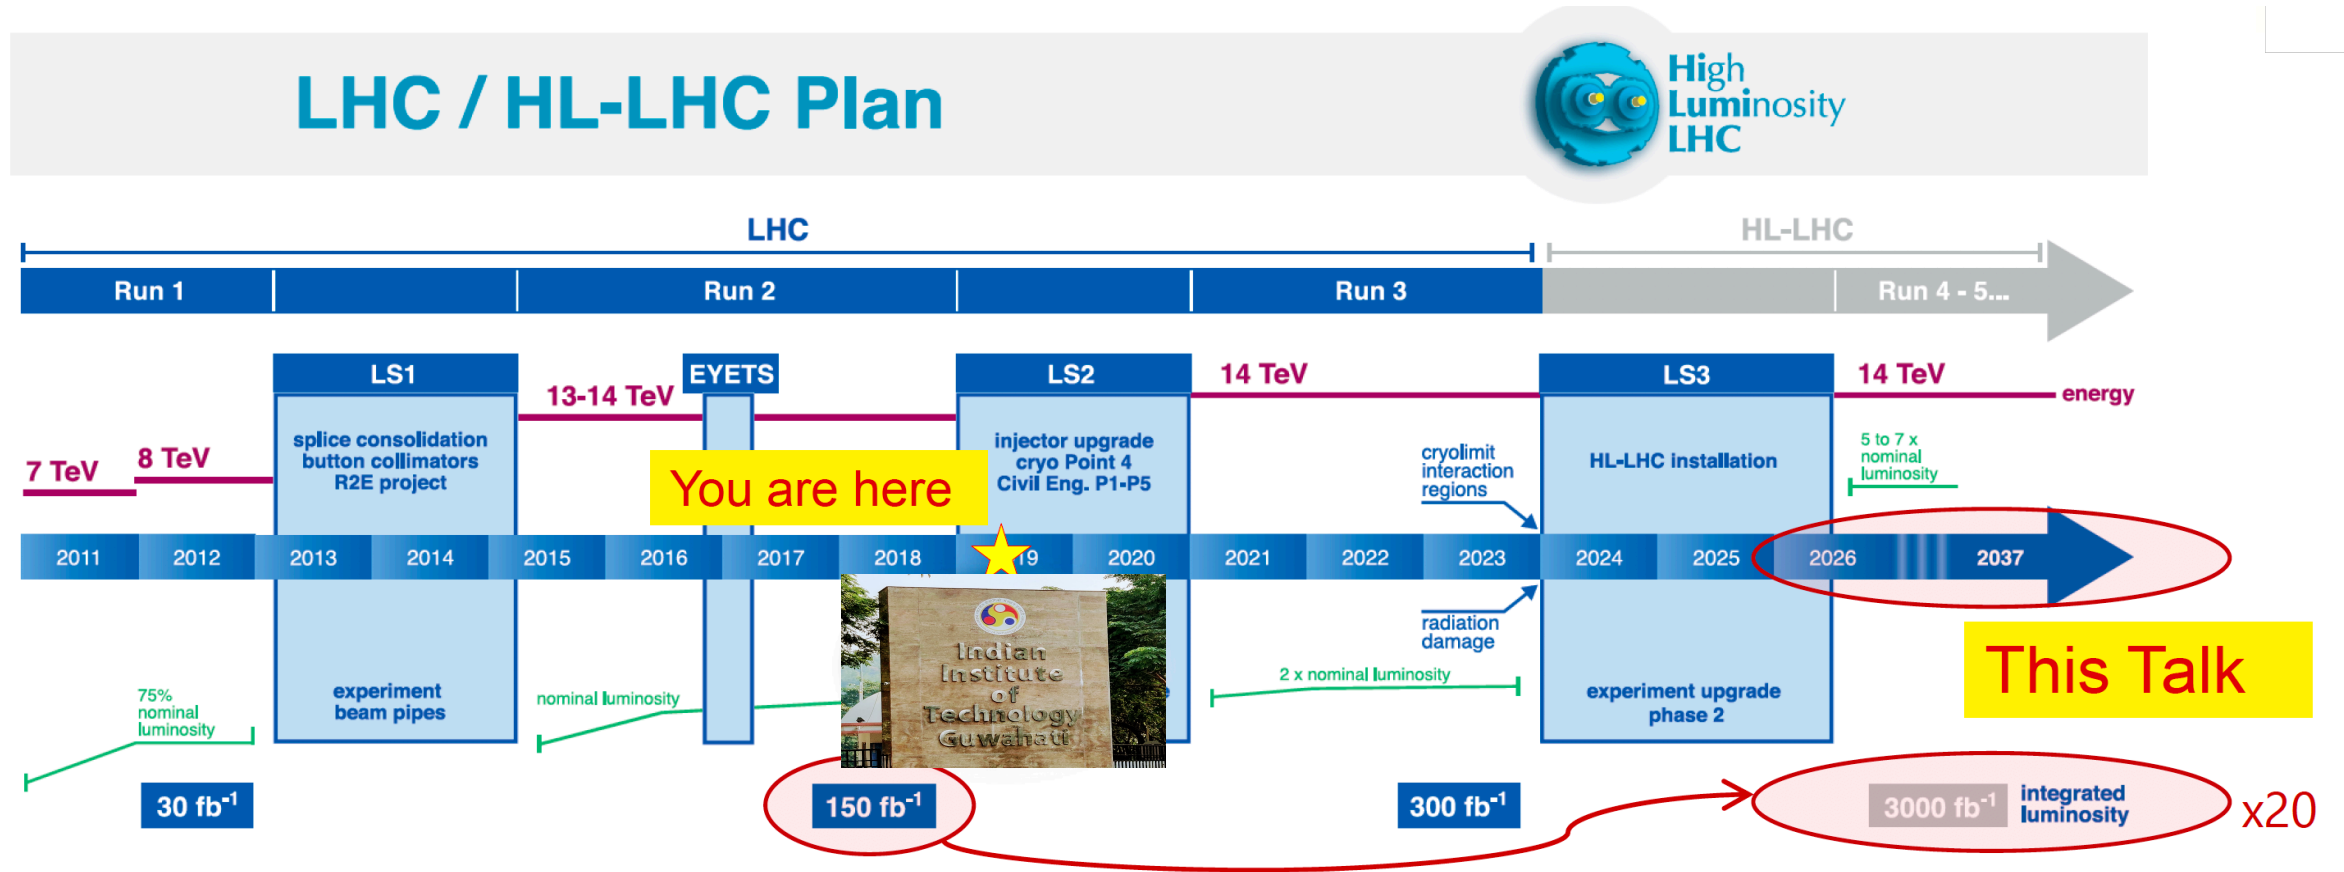 LHC / HL-LHC Plan
High
Luminosity
LHC
LHC
HL-LHC
Run 1
Run 2
Run 3
Run 4 - 5...
LS1
EYETS
LS2
14 TeV
LS3
14 TeV
13-14 TeV
energy
7 TeV
8 TeV
splice consolidation
button collimators
R2E project
You are here
injector upgrade
cryo Point 4
Civil Eng. P1-P5
cryolimit
interaction
regions
HL-LHC installation
5 to 7 x
nominal
luminosity
2011 2012 2013 2014 2015 2016 2017 2018 19 2020 2021 2022 2023 2024 2025 2026 2037
radiation
damage
Indian
Institute
of
Technology
Guwahati
This Talk
75%
nominal
luminosity
experiment
beam pipes
nominal luminosity
2 x nominal luminosity
experiment upgrade
phase 2
30 fb⁻¹
150 fb⁻¹
300 fb⁻¹
3000 fb⁻¹
integrated
luminosity
x20